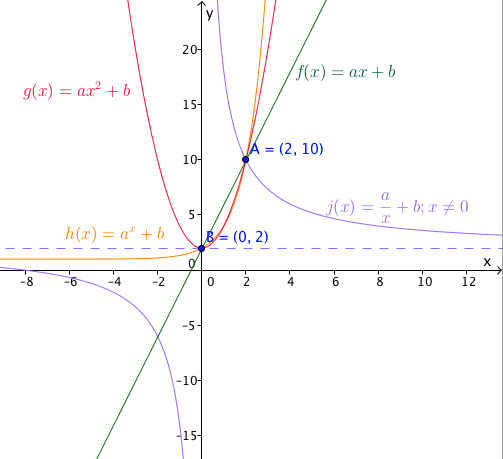 y
20
f(x) = ax + b
g(x) = ax² + b
15
10
A = (2, 10)
5
j(x) = a/x + b; x ≠ 0
h(x) = aˣ + b
B = (0, 2)
0
x
-8 -6 -4 -2 0 2 4 6 8 10 12
-5
-10
-15